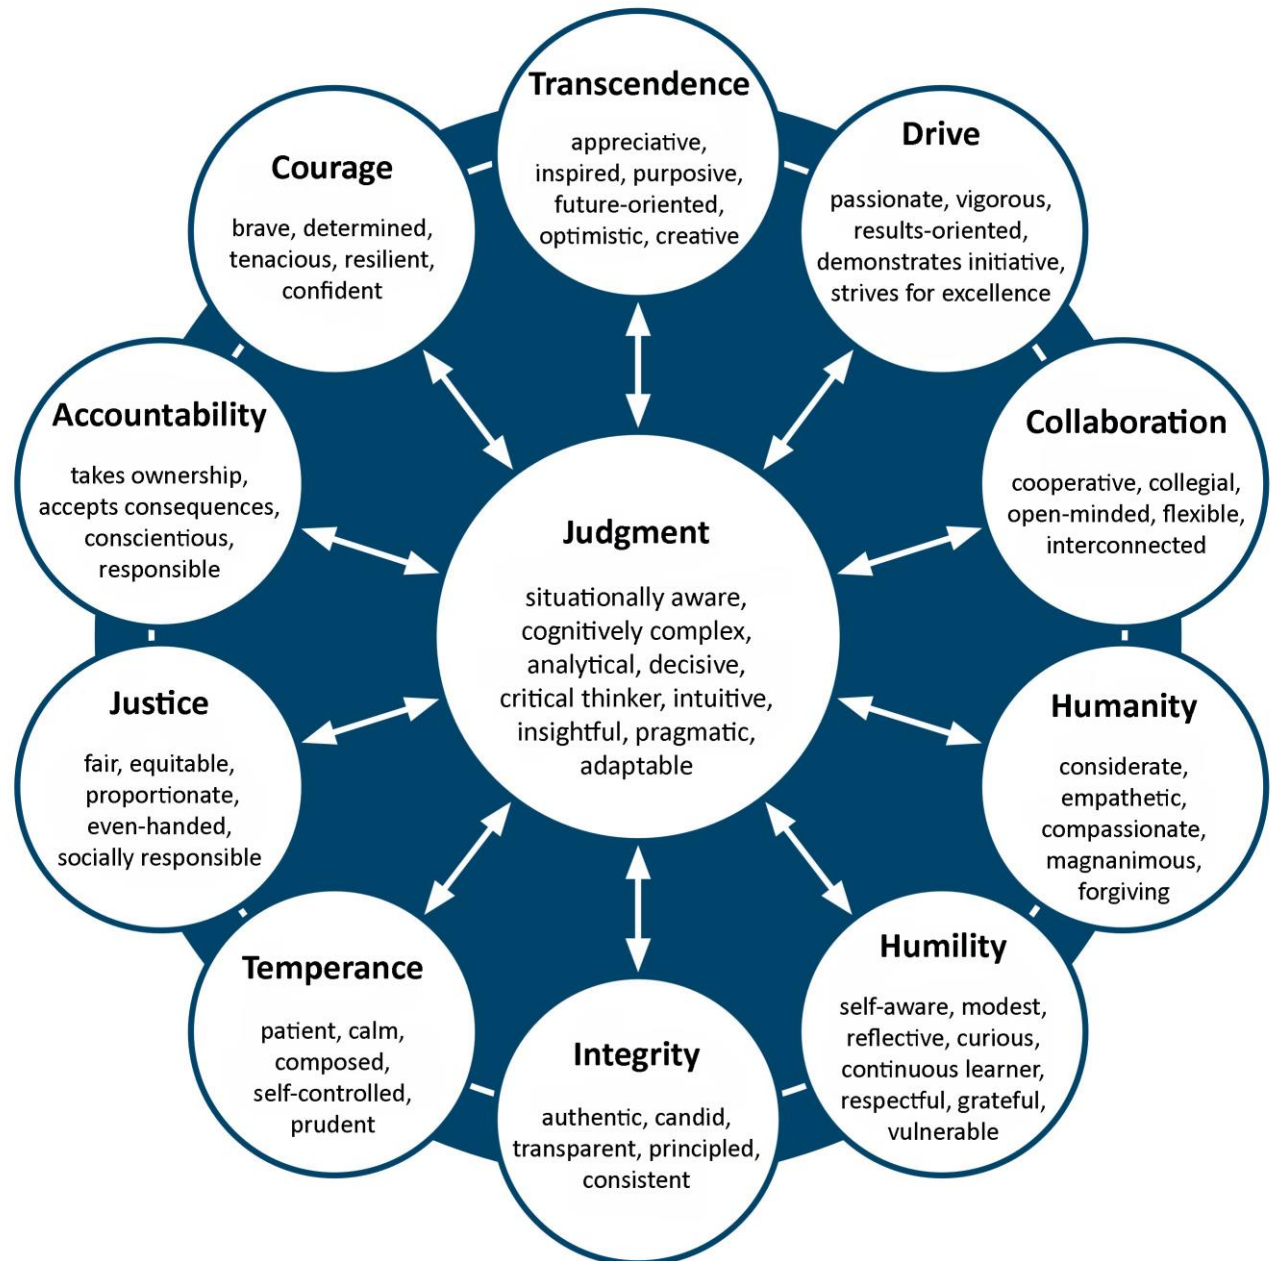 Transcendence
appreciative,
inspired, purposive,
future-oriented,
optimistic, creative
Drive
passionate, vigorous,
results-oriented,
demonstrates initiative,
strives for excellence
Collaboration
cooperative, collegial,
open-minded, flexible,
interconnected
Humanity
considerate,
empathetic,
compassionate,
magnanimous,
forgiving
Humility
self-aware, modest,
reflective, curious,
continuous learner,
respectful, grateful,
vulnerable
Integrity
authentic, candid,
transparent, principled,
consistent
Temperance
patient, calm,
composed,
self-controlled,
prudent
Justice
fair, equitable,
proportionate,
even-handed,
socially responsible
Accountability
takes ownership,
accepts consequences,
conscientious,
responsible
Courage
brave, determined,
tenacious, resilient,
confident
Judgment
situationally aware,
cognitively complex,
analytical, decisive,
critical thinker, intuitive,
insightful, pragmatic,
adaptable